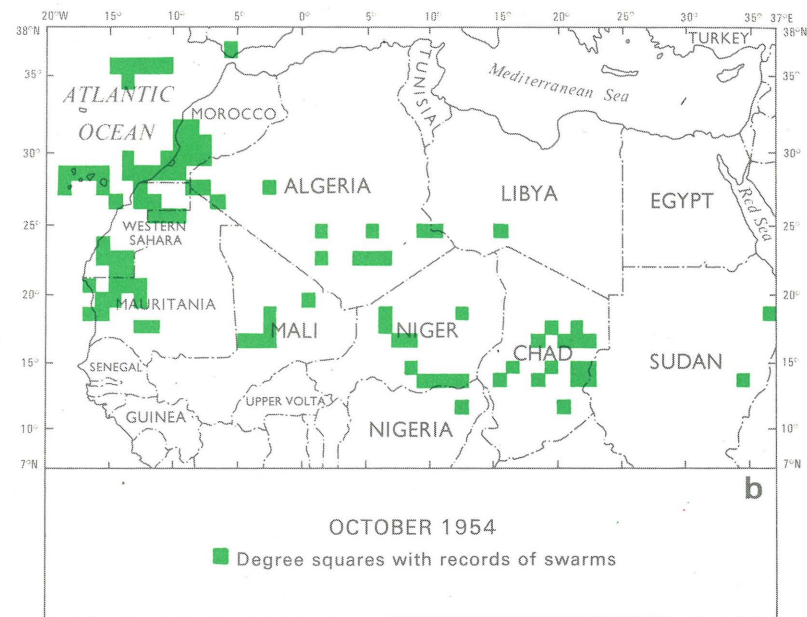 20°W 15° 10° 5° 0° 5° 10° 15° 20° 25° 30° 35° 37°E
38°N 38°N
TURKEY
35° 35°
TUNISIA
Mediterranean Sea
ATLANTIC
OCEAN
MOROCCO
30° 30°
ALGERIA
LIBYA
EGYPT
Red Sea
25° 25°
WESTERN
SAHARA
20° 20°
MAURITANIA
MALI
NIGER
CHAD
SUDAN
15° 15°
SENEGAL
UPPER VOLTA
GUINEA
NIGERIA
10° 10°
7°N 7°N
b
OCTOBER 1954
Degree squares with records of swarms